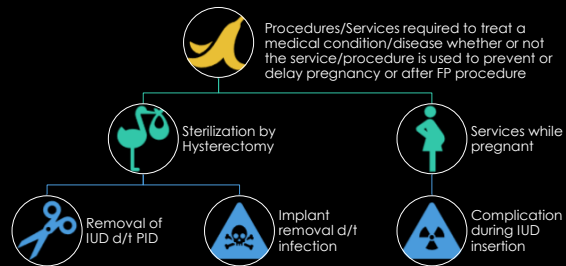 Procedures/Services required to treat a
medical condition/disease whether or not
the service/procedure is used to prevent or
delay pregnancy or after FP procedure
Sterilization by
Hysterectomy
Services while
pregnant
Removal of
IUD d/t PID
Implant
removal d/t
infection
Complication
during IUD
insertion